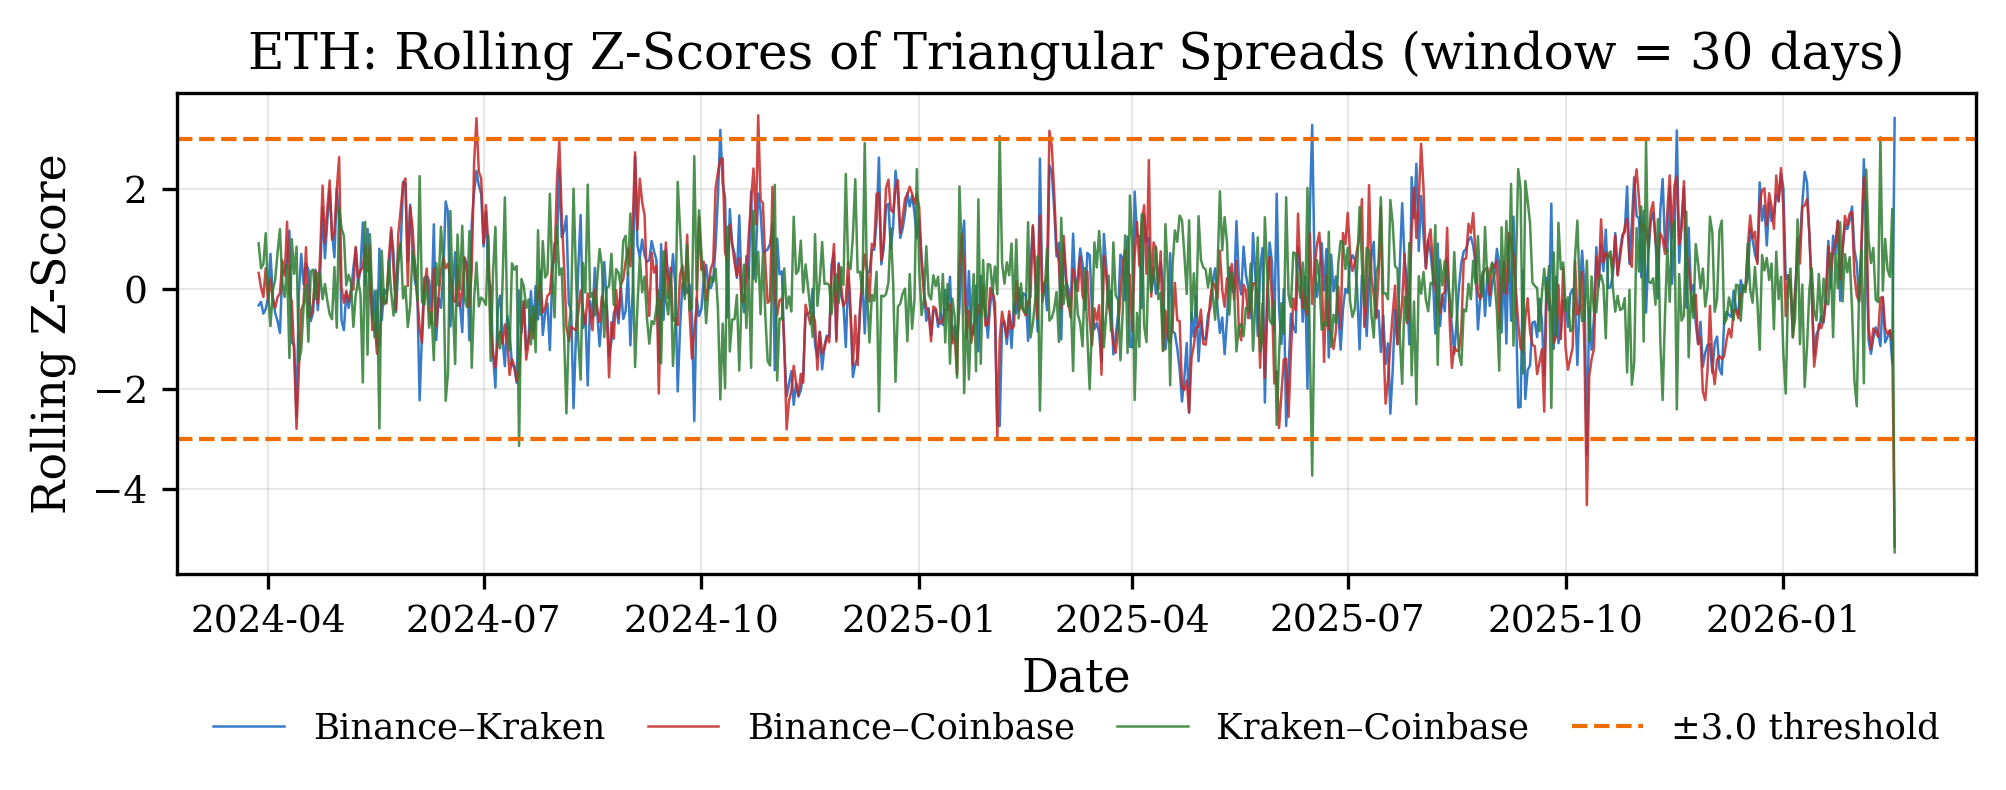 ETH: Rolling Z-Scores of Triangular Spreads (window = 30 days)
Rolling Z-Score
2
0
−2
−4
2024-04 2024-07 2024-10 2025-01 2025-04 2025-07 2025-10 2026-01
Date
Binance–Kraken Binance–Coinbase Kraken–Coinbase ±3.0 threshold